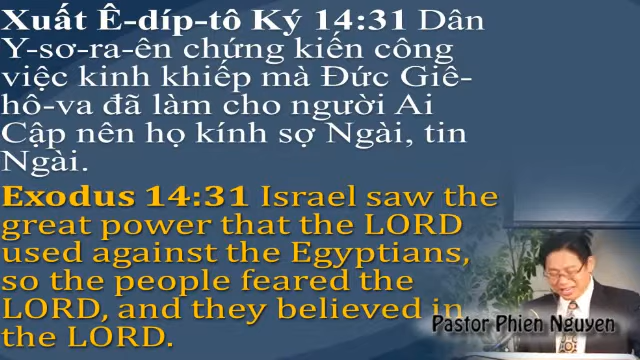 Xuất Ê-díp-tô Ký 14:31 Dân
Y-sơ-ra-ên chứng kiến công
việc kinh khiếp mà Đức Giê-
hô-va đã làm cho người Ai
Cập nên họ kính sợ Ngài, tin
Ngài.
Exodus 14:31 Israel saw the
great power that the LORD
used against the Egyptians,
so the people feared the
LORD, and they believed in
the LORD.
Pastor Phien Nguyen